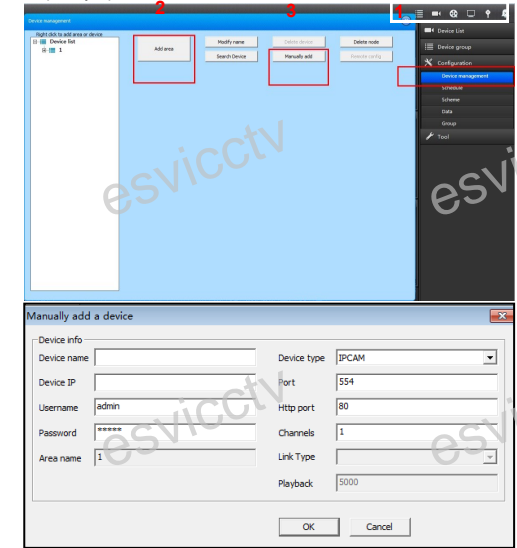 2
3
1
Device management
Right click to add area or device
Device list
1
Add area
Modify name
Delete device
Delete node
Search Device
Manually add
Remote config
Device List
Device group
Configuration
Device management
Schedule
Scheme
Data
Group
Tool
esvicctv
esvi
Manually add a device
Device info
Device name
Device type
IPCAM
Device IP
Port
554
Username
admin
Http port
80
Password
*****
Channels
1
Area name
1
Link Type
Playback
5000
OK
Cancel
esvicctv
esvi